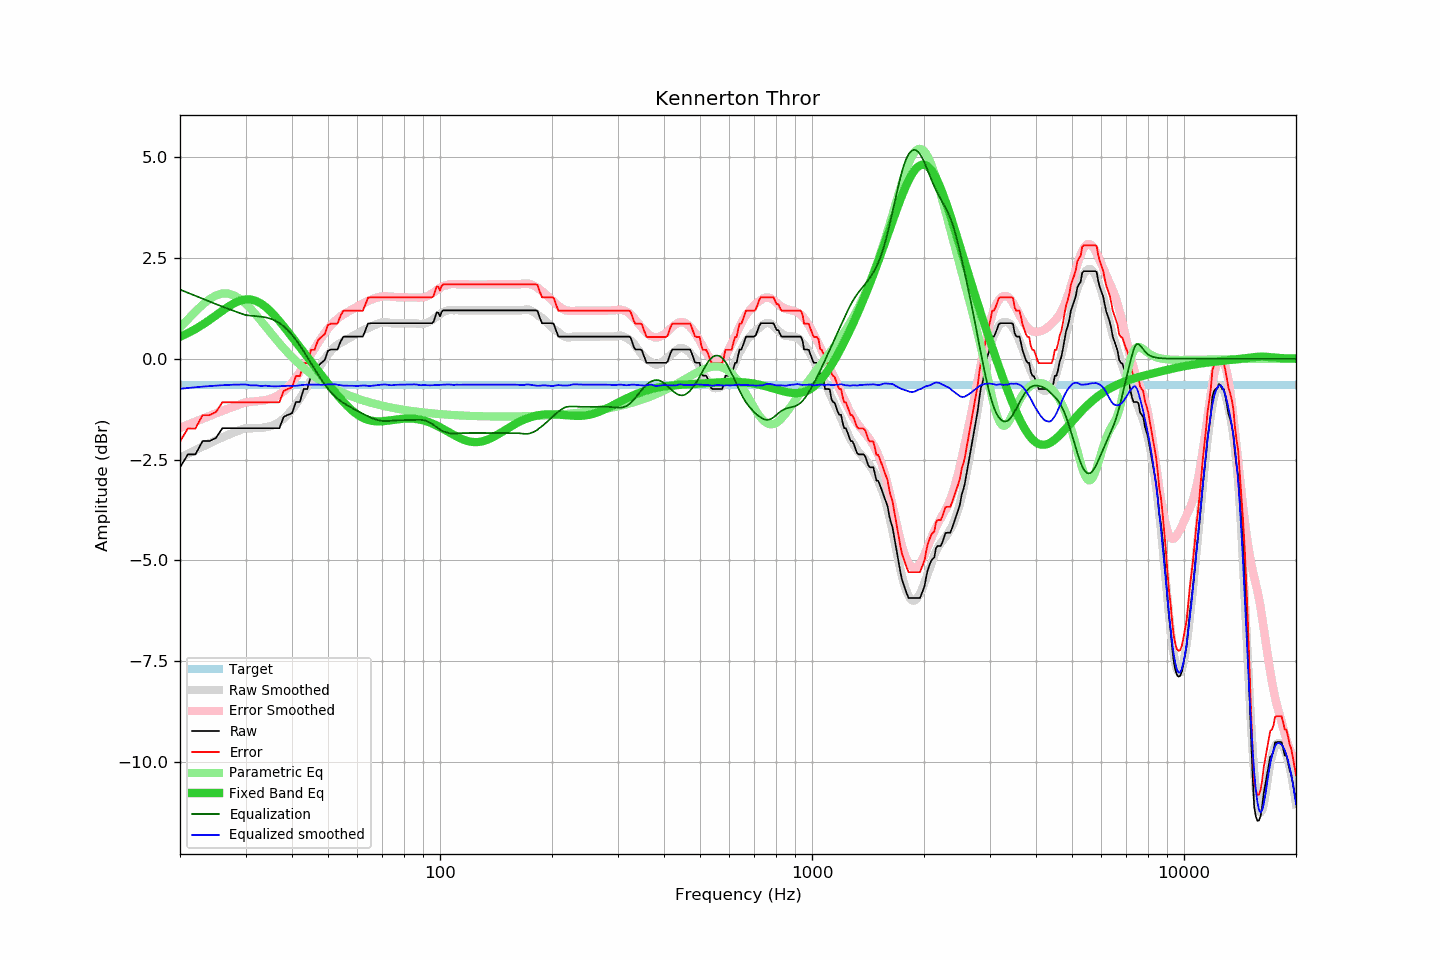 Kennerton Thror
5.0
2.5
0.0
−2.5
−5.0
−7.5
−10.0
Amplitude (dBr)
Target
Raw Smoothed
Error Smoothed
Raw
Error
Parametric Eq
Fixed Band Eq
Equalization
Equalized smoothed
100 1000 10000
Frequency (Hz)